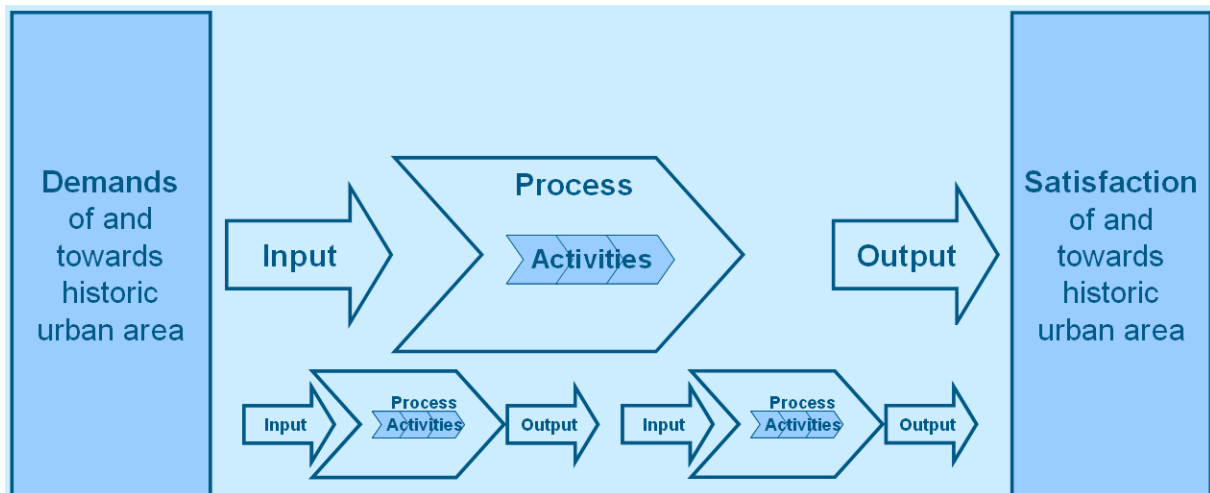 Demands
of and
towards
historic
urban area
Input
Process
Activities
Output
Satisfaction
of and
towards
historic
urban area
Input
Process
Activities
Output
Input
Process
Activities
Output